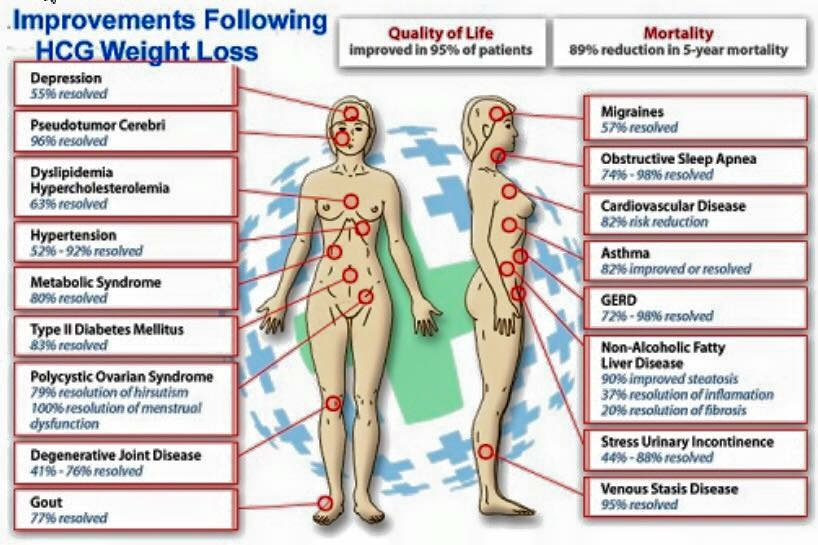 Improvements Following
HCG Weight Loss
Quality of Life
improved in 95% of patients
Mortality
89% reduction in 5-year mortality
Depression
55% resolved
Pseudotumor Cerebri
96% resolved
Dyslipidemia
Hypercholesterolemia
63% resolved
Hypertension
52% - 92% resolved
Metabolic Syndrome
80% resolved
Type II Diabetes Mellitus
83% resolved
Polycystic Ovarian Syndrome
79% resolution of hirsutism
100% resolution of menstrual
dysfunction
Degenerative Joint Disease
41% - 76% resolved
Gout
77% resolved
Migraines
57% resolved
Obstructive Sleep Apnea
74% - 98% resolved
Cardiovascular Disease
82% risk reduction
Asthma
82% improved or resolved
GERD
72% - 98% resolved
Non-Alcoholic Fatty
Liver Disease
90% improved steatosis
37% resolution of inflamation
20% resolution of fibrosis
Stress Urinary Incontinence
44% - 88% resolved
Venous Stasis Disease
95% resolved